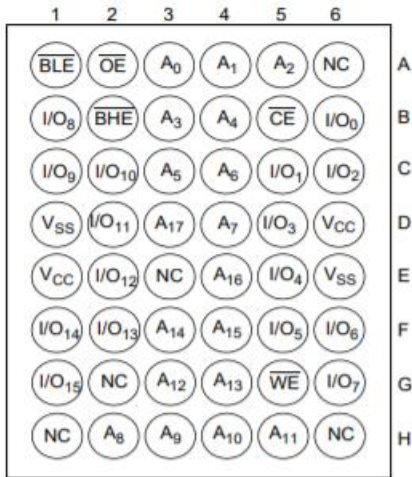 1 2 3 4 5 6
BLE OE A0 A1 A2 NC A
I/O8 BHE A3 A4 CE I/O0 B
I/O9 I/O10 A5 A6 I/O1 I/O2 C
VSS I/O11 A17 A7 I/O3 VCC D
VCC I/O12 NC A16 I/O4 VSS E
I/O14 I/O13 A14 A15 I/O5 I/O6 F
I/O15 NC A12 A13 WE I/O7 G
NC A8 A9 A10 A11 NC H